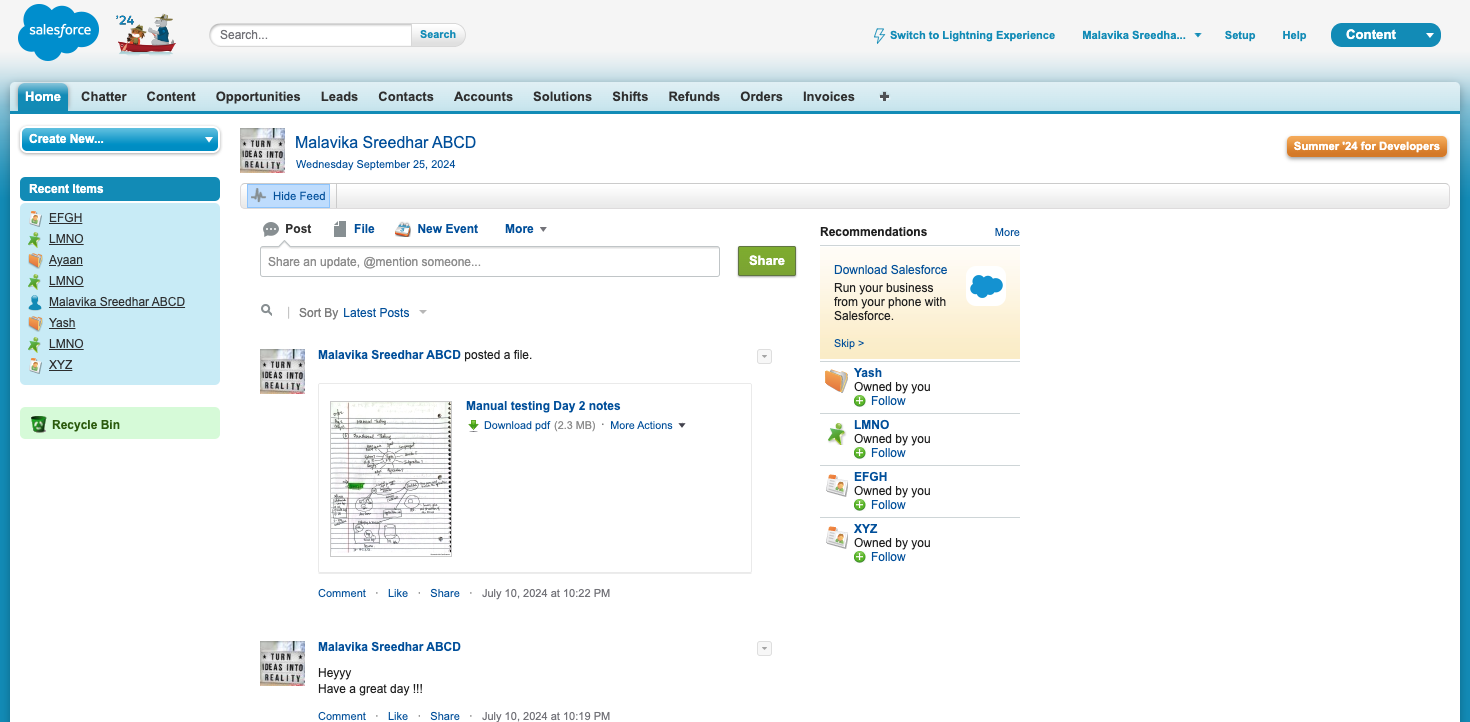 salesforce
'24
Search...
Search
Switch to Lightning Experience
Malavika Sreedha...
Setup
Help
Content
Home
Chatter
Content
Opportunities
Leads
Contacts
Accounts
Solutions
Shifts
Refunds
Orders
Invoices
Create New...
Recent Items
EFGH
LMNO
Ayaan
LMNO
Malavika Sreedhar ABCD
Yash
LMNO
XYZ
Recycle Bin
TURN
IDEAS INTO
REALITY
Malavika Sreedhar ABCD
Wednesday September 25, 2024
Summer '24 for Developers
Hide Feed
Post
File
New Event
More
Share an update, @mention someone...
Share
Sort By Latest Posts
TURN
IDEAS INTO
REALITY
Malavika Sreedhar ABCD posted a file.
Manual testing Day 2 notes
Download pdf (2.3 MB) · More Actions
Comment · Like · Share · July 10, 2024 at 10:22 PM
TURN
IDEAS INTO
REALITY
Malavika Sreedhar ABCD
Heyyy
Have a great day !!!
Comment · Like · Share · July 10, 2024 at 10:19 PM
Recommendations
More
Download Salesforce
Run your business
from your phone with
Salesforce.
Skip >
Yash
Owned by you
Follow
LMNO
Owned by you
Follow
EFGH
Owned by you
Follow
XYZ
Owned by you
Follow